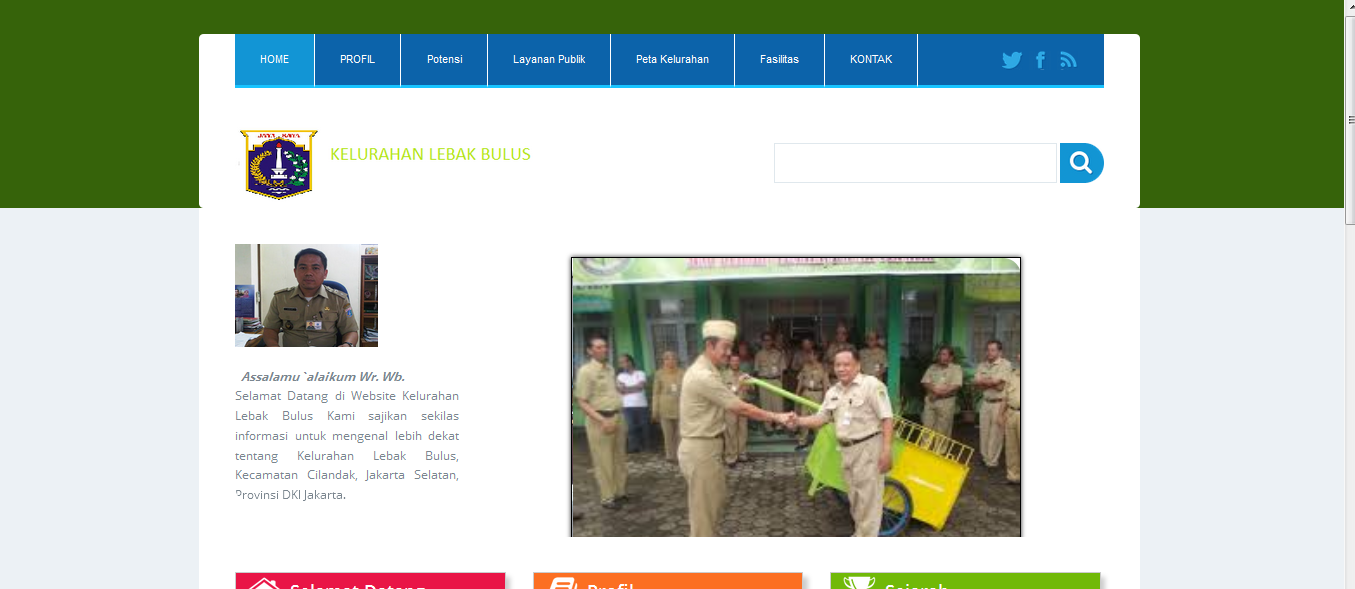 HOME
PROFIL
Potensi
Layanan Publik
Peta Kelurahan
Fasilitas
KONTAK
JAYA RAYA
KELURAHAN LEBAK BULUS
Assalamu `alaikum Wr. Wb.
Selamat Datang di Website Kelurahan
Lebak Bulus Kami sajikan sekilas
informasi untuk mengenal lebih dekat
tentang Kelurahan Lebak Bulus,
Kecamatan Cilandak, Jakarta Selatan,
Provinsi DKI Jakarta.
Selamat Datang
Profil
Sejarah